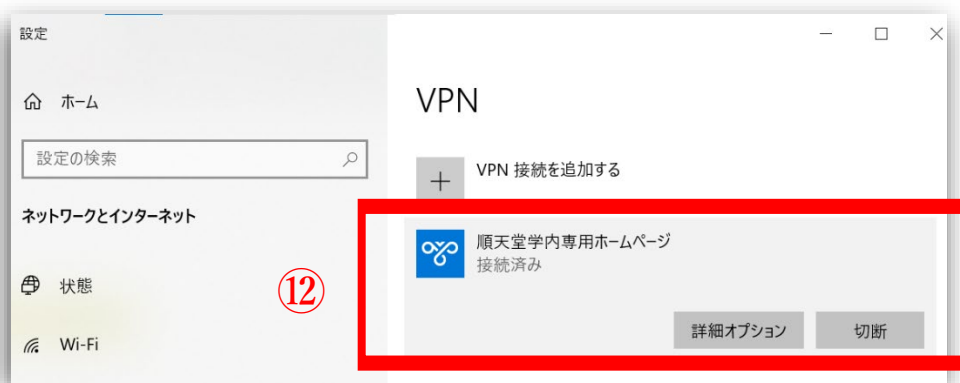 設定
ホーム
設定の検索
ネットワークとインターネット
状態
Wi-Fi
VPN
VPN 接続を追加する
⑫
順天堂学内専用ホームページ
接続済み
詳細オプション
切断